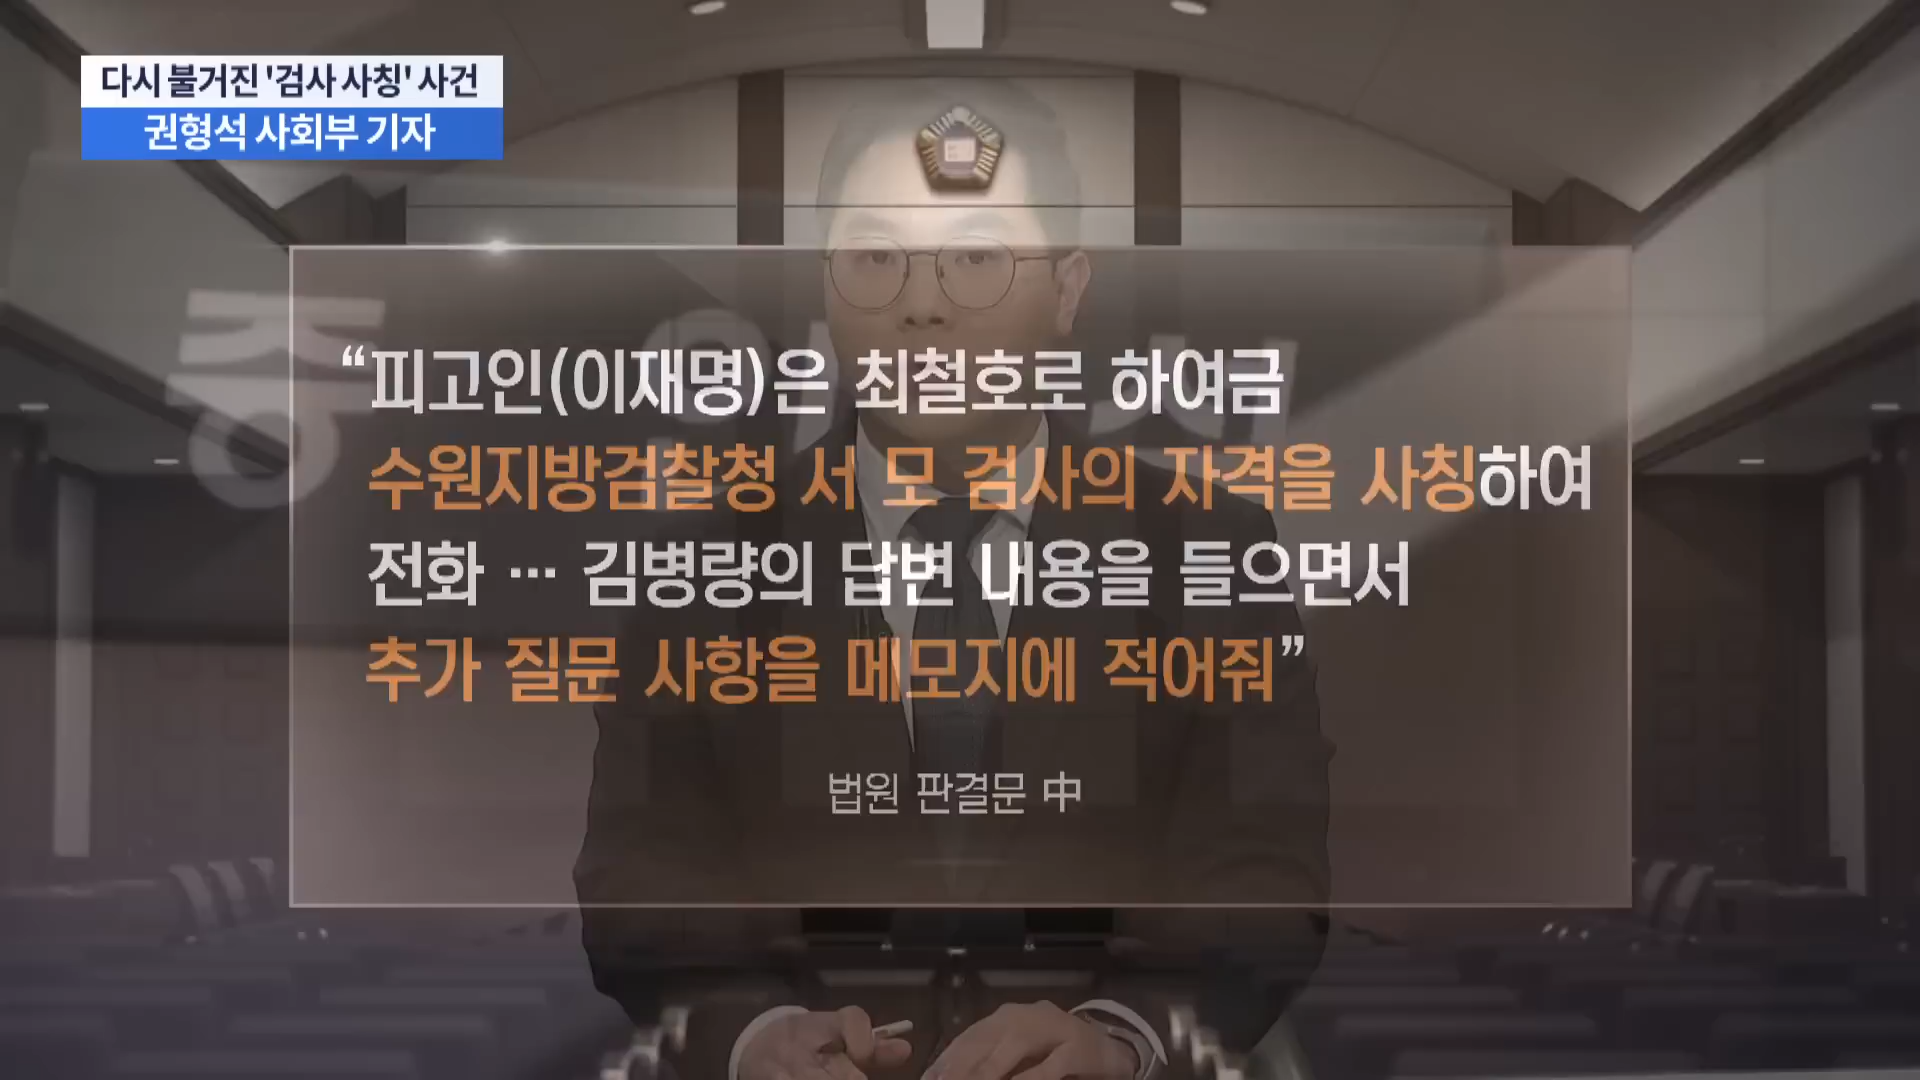 다시 불거진 '검사 사칭' 사건
권형석 사회부 기자
“피고인(이재명)은 최철호로 하여금
수원지방검찰청 서 모 검사의 자격을 사칭하여
전화 … 김병량의 답변 내용을 들으면서
추가 질문 사항을 메모지에 적어줘”
법원 판결문 中